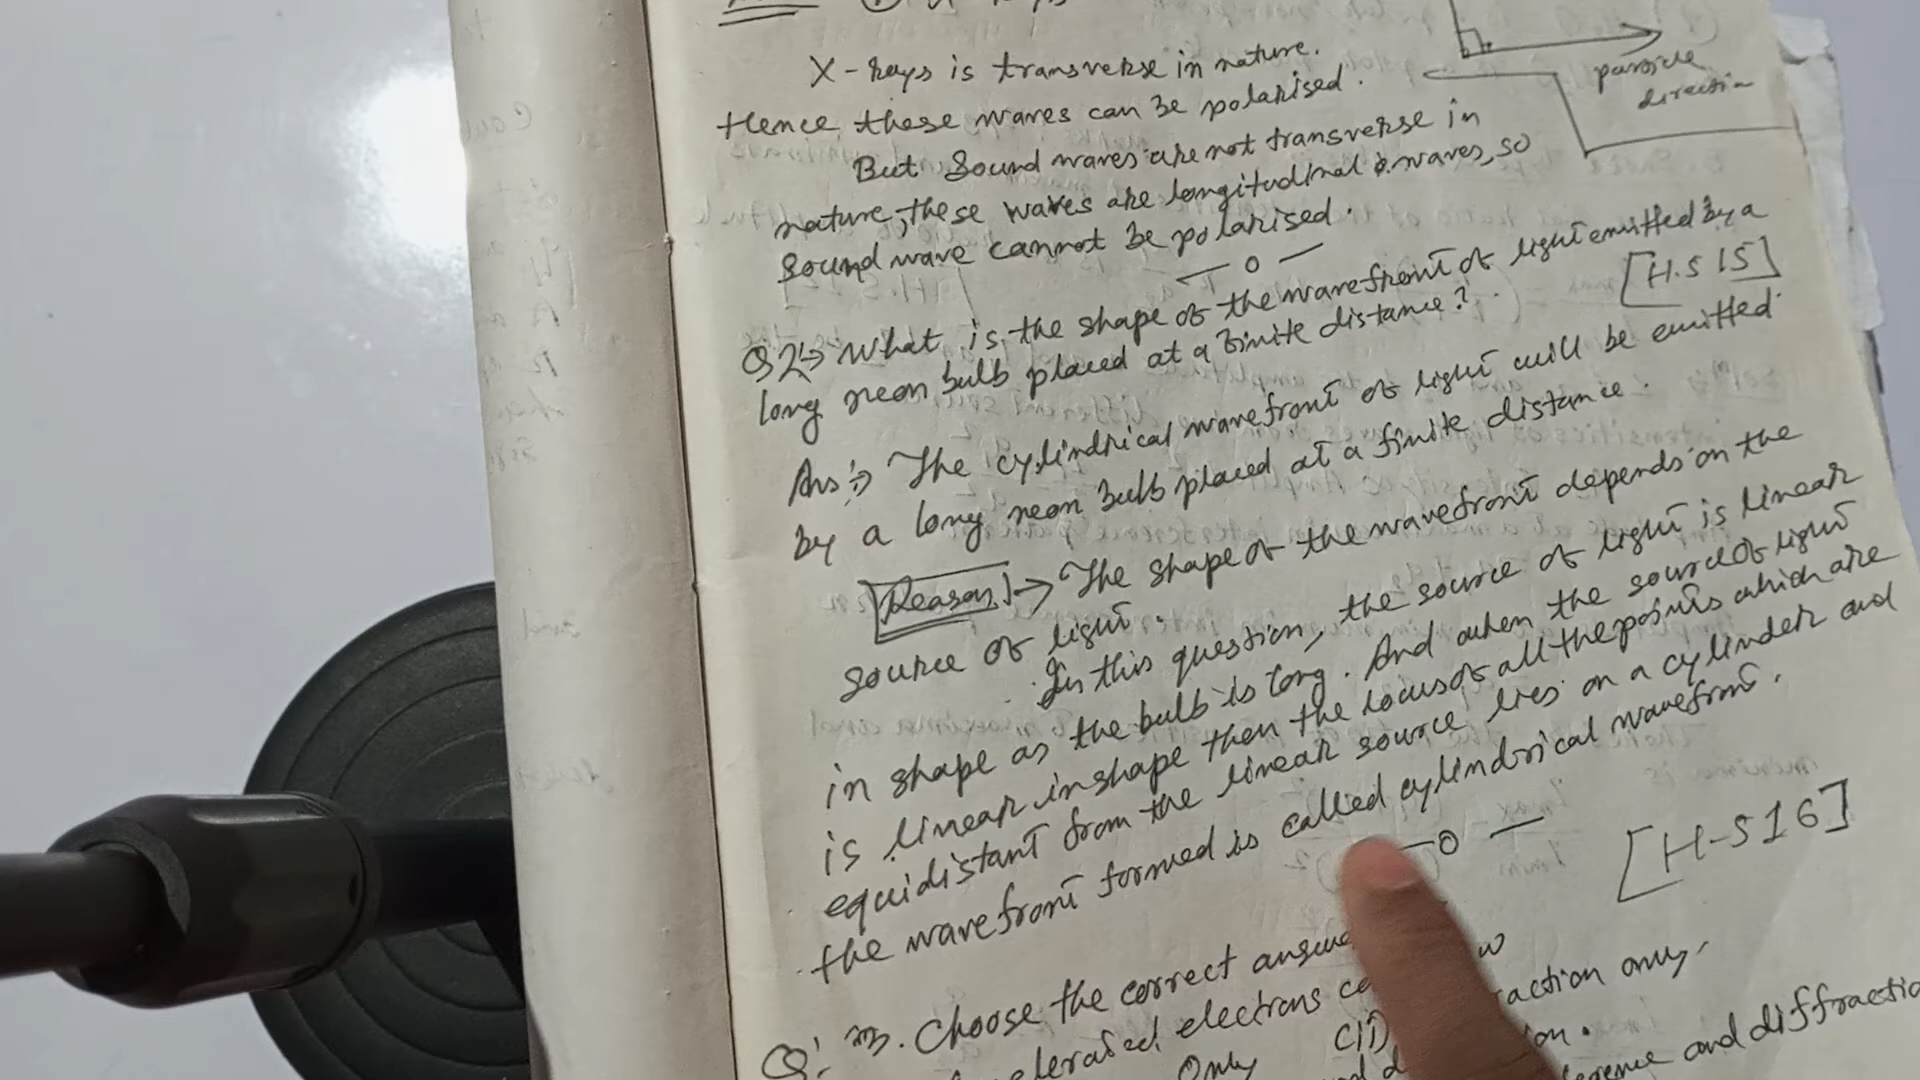 X-Rays is transverse in nature.
particle
direction
Hence these waves can be polarised.
But Sound waves are not transverse in
nature, these waves are longitudinal waves, so
Sound wave cannot be polarised.
— 0 —
Q 2 → What is the shape of the wavefront of light emitted by a
long neon bulb placed at a finite distance? [H.S 15]
Ans :→ The cylindrical wavefront of light will be emitted
by a long neon bulb placed at a finite distance.
Reason → The shape of the wavefront depends on the
source of light.
In this question, the source of light is linear
in shape as the bulb is long. And when the source of light
is linear in shape then the locus of all the points which are
equidistant from the linear source lies on a cylinder and
the wavefront formed is called cylindrical wavefront.
— 0 —
[H-S 16]
Q: 3. Choose the correct answer
electrons
action only,
Only (ii)
and diffraction